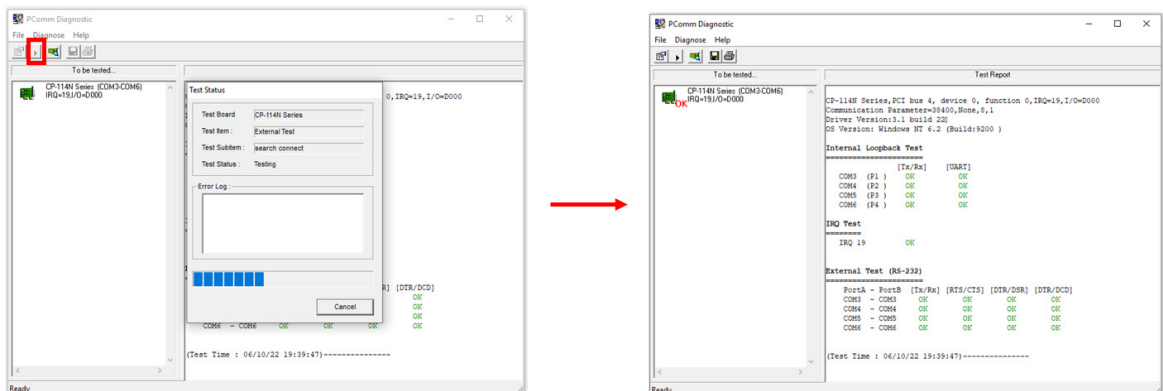 PComm Diagnostic
File Diagnose Help
To be tested...
CP-114N Series (COM3-COM6)
IRQ=19,I/O=D000
0,IRQ=19,I/O=D000
Test Status
Test Board CP-114N Series
Test Item : External Test
Test Subitem : search connect
Test Status : Testing
Error Log :
Cancel
R] [DTR/DCD]
OK
OK
OK
COM6 - COM6 OK OK OK OK
(Test Time : 06/10/22 19:39:47)---------------
Ready
PComm Diagnostic
File Diagnose Help
To be tested... Test Report
CP-114N Series (COM3-COM6)
IRQ=19,I/O=D000
OK
CP-114N Series,PCI bus 4, device 0, function 0,IRQ=19,I/O=D000
Communication Parameter=38400,None,8,1
Driver Version:3.1 build 22
OS Version: Windows NT 6.2 (Build:9200 )
Internal Loopback Test
======================
[Tx/Rx] [UART]
COM3 (P1 ) OK OK
COM4 (P2 ) OK OK
COM5 (P3 ) OK OK
COM6 (P4 ) OK OK
IRQ Test
========
IRQ 19 OK
External Test (RS-232)
======================
PortA - PortB [Tx/Rx] [RTS/CTS] [DTR/DSR] [DTR/DCD]
COM3 - COM3 OK OK OK OK
COM4 - COM4 OK OK OK OK
COM5 - COM5 OK OK OK OK
COM6 - COM6 OK OK OK OK
(Test Time : 06/10/22 19:39:47)---------------
Ready